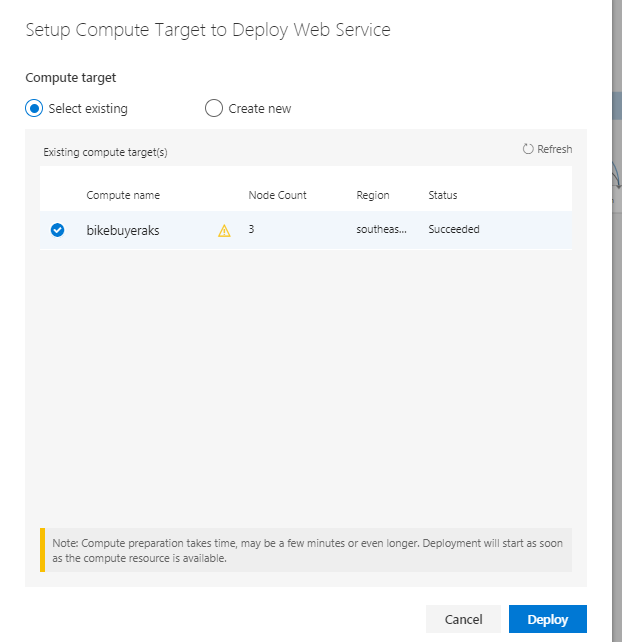 Setup Compute Target to Deploy Web Service
Compute target
Select existing
Create new
Existing compute target(s)
Refresh
Compute name Node Count Region Status
bikebuyeraks 3 southeas... Succeeded
Note: Compute preparation takes time, may be a few minutes or even longer. Deployment will start as soon
as the compute resource is available.
Cancel
Deploy